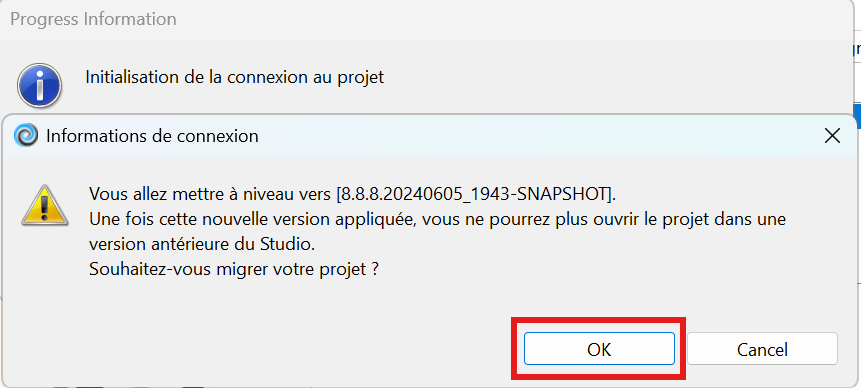 Progress Information
Initialisation de la connexion au projet
Informations de connexion
Vous allez mettre à niveau vers [8.8.8.20240605_1943-SNAPSHOT].
Une fois cette nouvelle version appliquée, vous ne pourrez plus ouvrir le projet dans une
version antérieure du Studio.
Souhaitez-vous migrer votre projet ?
OK
Cancel